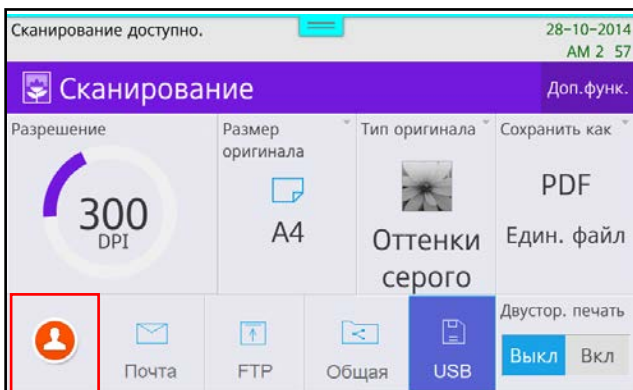 Сканирование доступно.
28-10-2014
AM 2 57
Сканирование
Доп.функ.
Разрешение
300
DPI
Размер
оригинала
A4
Тип оригинала
Оттенки
серого
Сохранить как
PDF
Един. файл
Почта
FTP
Общая
USB
Двустор. печать
Выкл Вкл